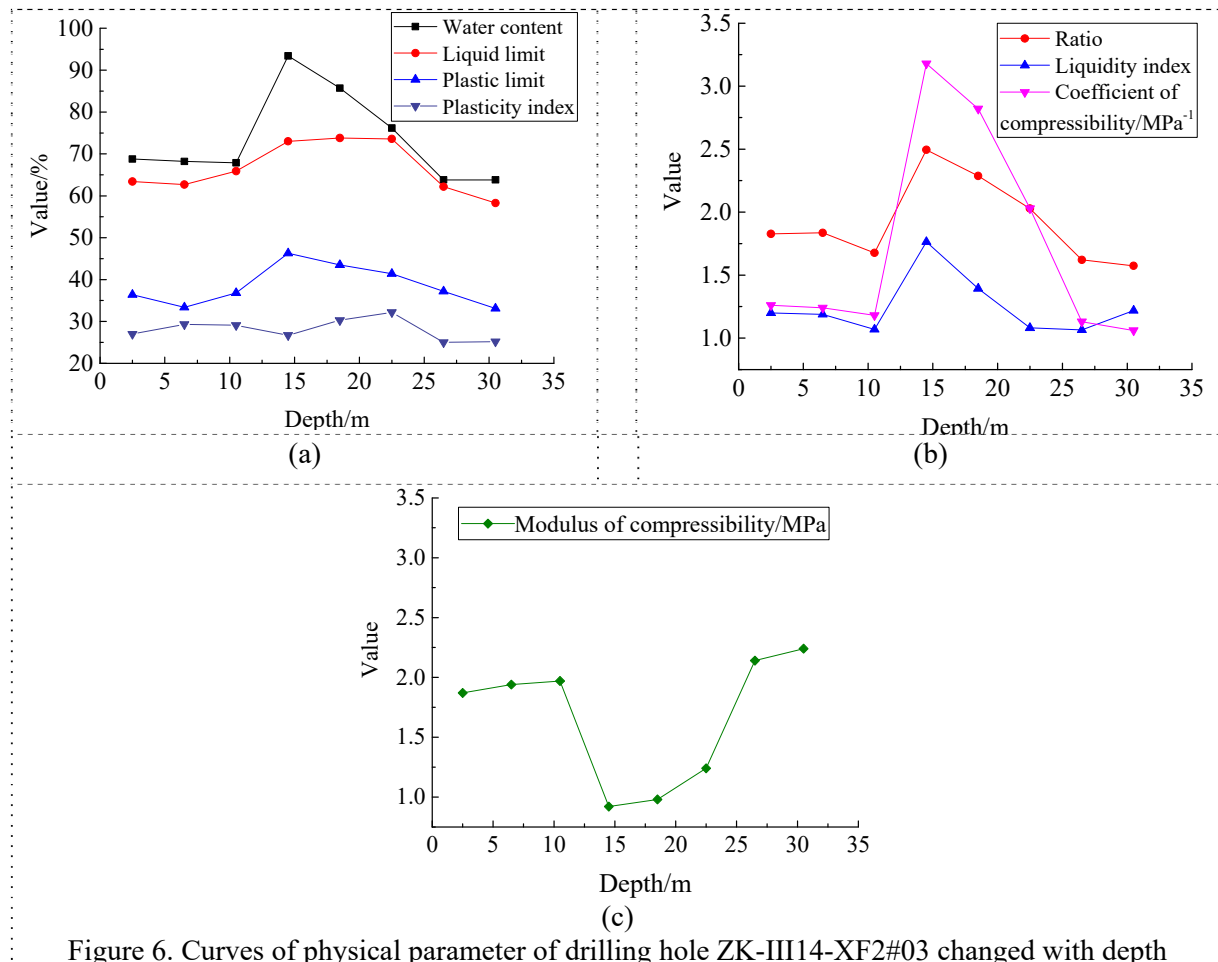 100
90
80
70
60
50
40
30
20
Value/%
Water content
Liquid limit
Plastic limit
Plasticity index
0 5 10 15 20 25 30 35
Depth/m
(a)
3.5
3.0
2.5
2.0
1.5
1.0
Value
Ratio
Liquidity index
Coefficient of
compressibility/MPa⁻¹
0 5 10 15 20 25 30 35
Depth/m
(b)
3.5
3.0
2.5
2.0
1.5
1.0
Value
Modulus of compressibility/MPa
0 5 10 15 20 25 30 35
Depth/m
(c)
Figure 6. Curves of physical parameter of drilling hole ZK-III14-XF2#03 changed with depth